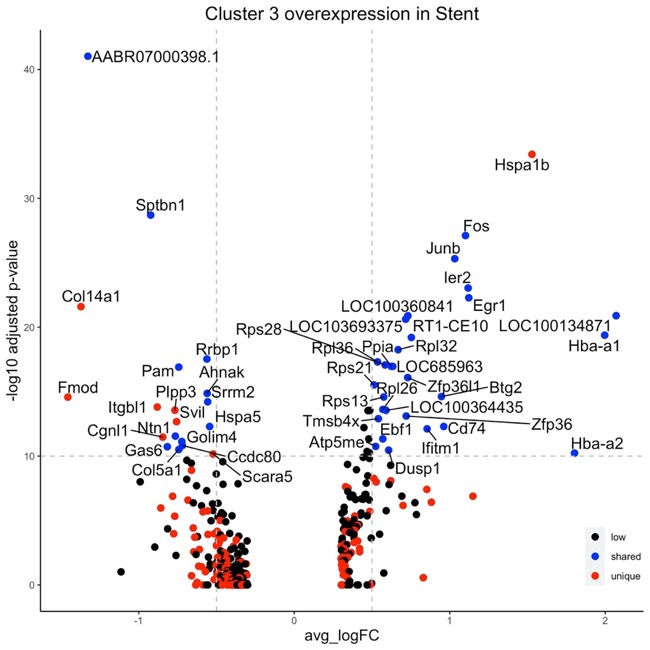 Cluster 3 overexpression in Stent
AABR07000398.1
40
Hspa1b
30
Sptbn1
Fos
Junb
Ier2
Col14a1
LOC100360841
Egr1
20
Rps28
LOC103693375
RT1-CE10
LOC100134871
Rrbp1
Rpl36
Ppia
Rpl32
Hba-a1
Pam
Ahnak
Rps21
LOC685963
Fmod
Plpp3
Srrm2
Rps13
Rpl26
Zfp36l1
Btg2
Itgbl1
Svil
Hspa5
LOC100364435
Cgnl1
Ntn1
Golim4
Tmsb4x
Ebf1
Zfp36
Gas6
Ccdc80
Atp5me
Ifitm1
Cd74
Hba-a2
10
Col5a1
Scara5
Dusp1
low
shared
unique
0
-1
0
1
2
avg_logFC
-log10 adjusted p-value